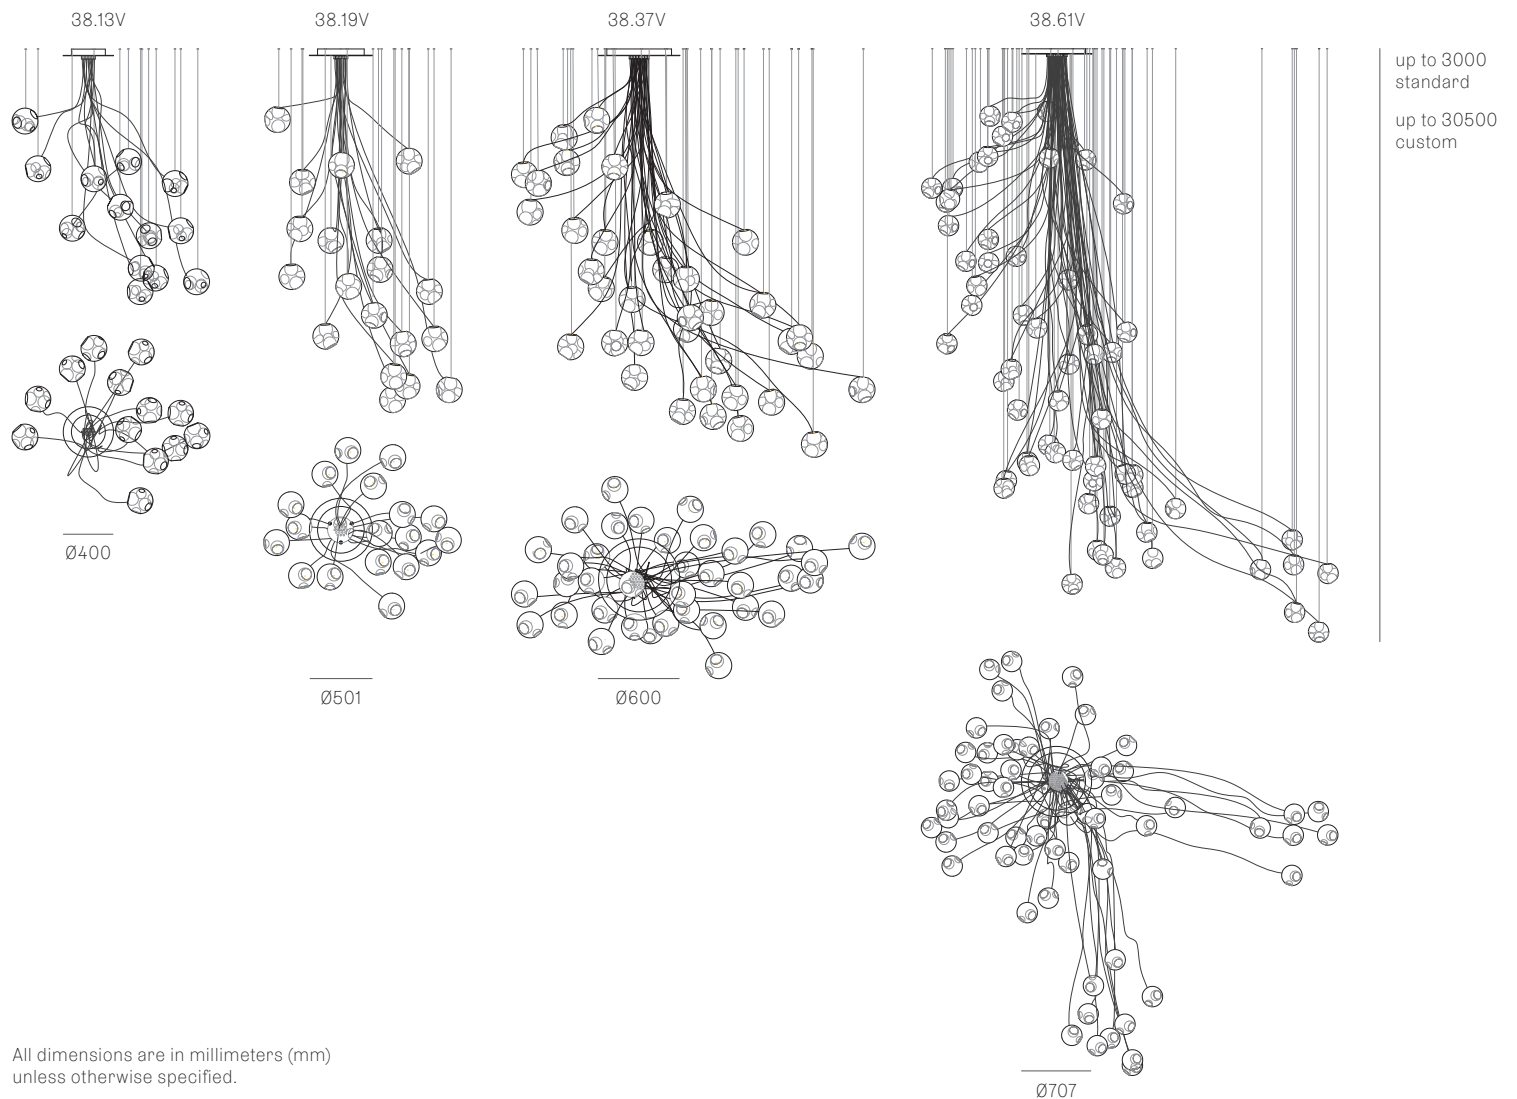 38.13V
38.19V
38.37V
38.61V
up to 3000
standard
up to 30500
custom
Ø400
Ø501
Ø600
Ø707
All dimensions are in millimeters (mm)
unless otherwise specified.